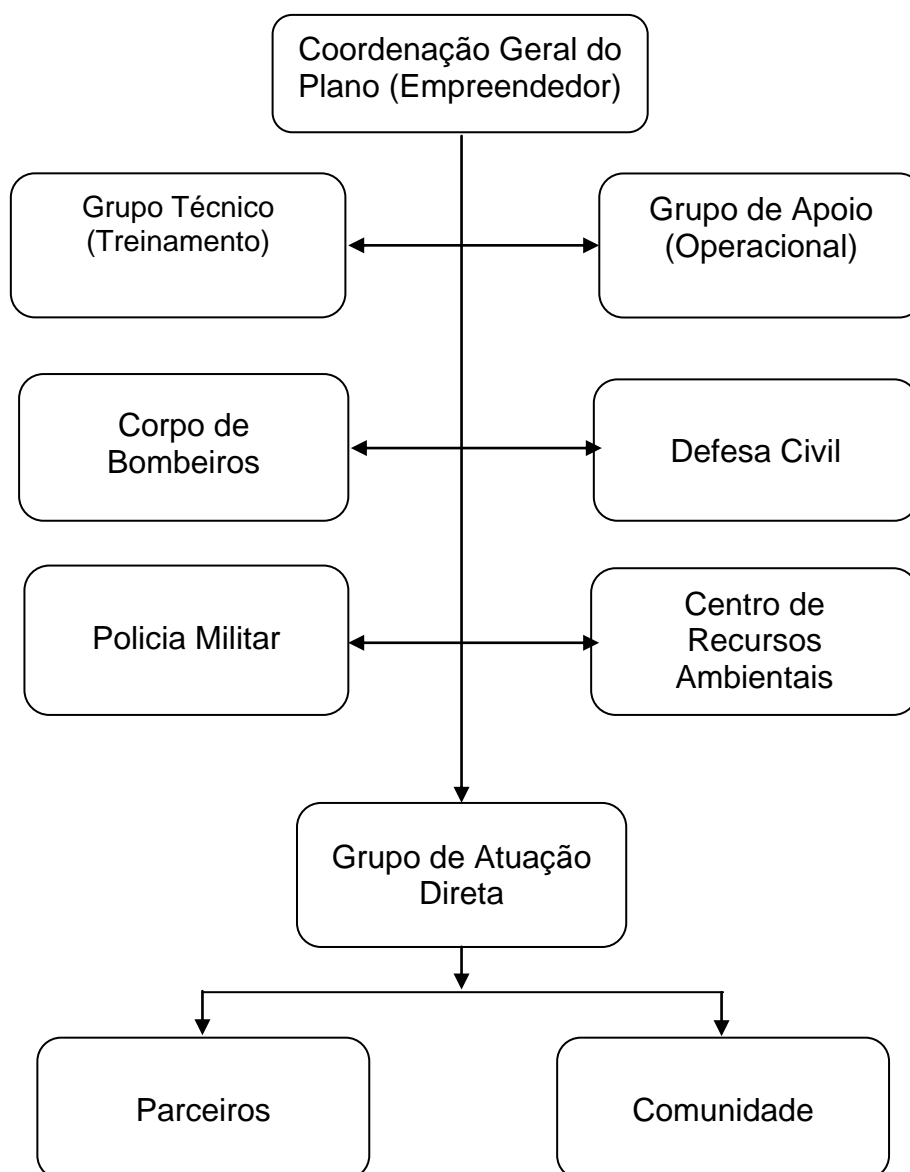 Coordenação Geral do
Plano (Empreendedor)
Grupo Técnico
(Treinamento)
Grupo de Apoio
(Operacional)
Corpo de
Bombeiros
Defesa Civil
Policia Militar
Centro de
Recursos
Ambientais
Grupo de Atuação
Direta
Parceiros
Comunidade